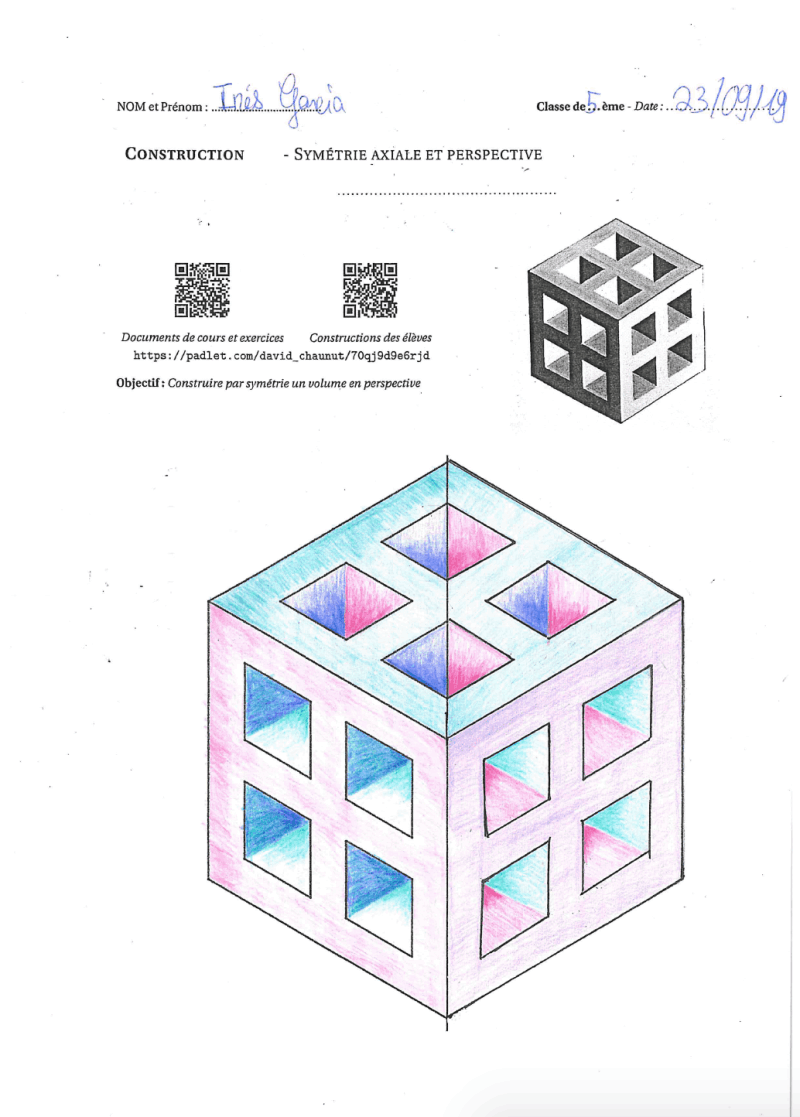 NOM et Prénom : Inés Garcia
Classe de 5 ème - Date : 23/09/19
CONSTRUCTION - SYMÉTRIE AXIALE ET PERSPECTIVE
Documents de cours et exercices Constructions des élèves
https://padlet.com/david_chaunut/70qj9d9e6rjd
Objectif : Construire par symétrie un volume en perspective